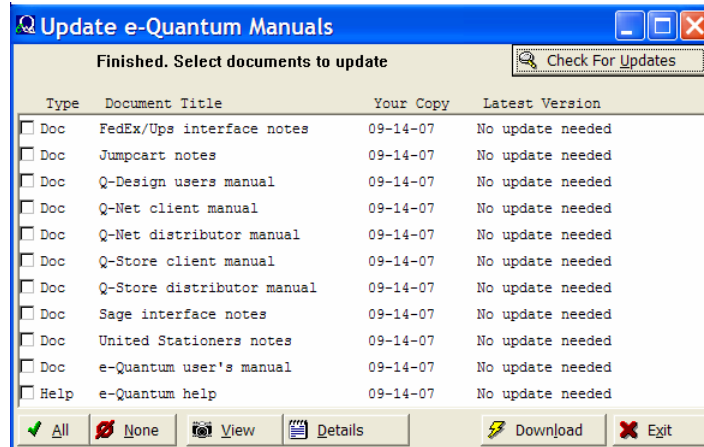 Update e-Quantum Manuals
Finished. Select documents to update
Check For Updates
Type Document Title Your Copy Latest Version
Doc FedEx/Ups interface notes 09-14-07 No update needed
Doc Jumpcart notes 09-14-07 No update needed
Doc Q-Design users manual 09-14-07 No update needed
Doc Q-Net client manual 09-14-07 No update needed
Doc Q-Net distributor manual 09-14-07 No update needed
Doc Q-Store client manual 09-14-07 No update needed
Doc Q-Store distributor manual 09-14-07 No update needed
Doc Sage interface notes 09-14-07 No update needed
Doc United Stationers notes 09-14-07 No update needed
Doc e-Quantum user's manual 09-14-07 No update needed
Help e-Quantum help 09-14-07 No update needed
All None View Details Download Exit